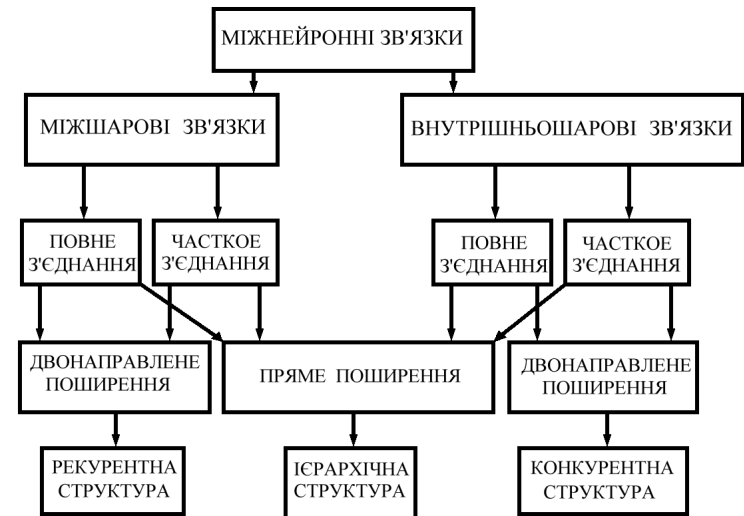 МІЖНЕЙРОННІ ЗВ'ЯЗКИ
МІЖШАРОВІ ЗВ'ЯЗКИ
ВНУТРІШНЬОШАРОВІ ЗВ'ЯЗКИ
ПОВНЕ
З'ЄДНАННЯ
ЧАСТКОЕ
З'ЄДНАННЯ
ПОВНЕ
З'ЄДНАННЯ
ЧАСТКОЕ
З'ЄДНАННЯ
ДВОНАПРАВЛЕНЕ
ПОШИРЕННЯ
ПРЯМЕ ПОШИРЕННЯ
ДВОНАПРАВЛЕНЕ
ПОШИРЕННЯ
РЕКУРЕНТНА
СТРУКТУРА
ІЄРАРХІЧНА
СТРУКТУРА
КОНКУРЕНТНА
СТРУКТУРА